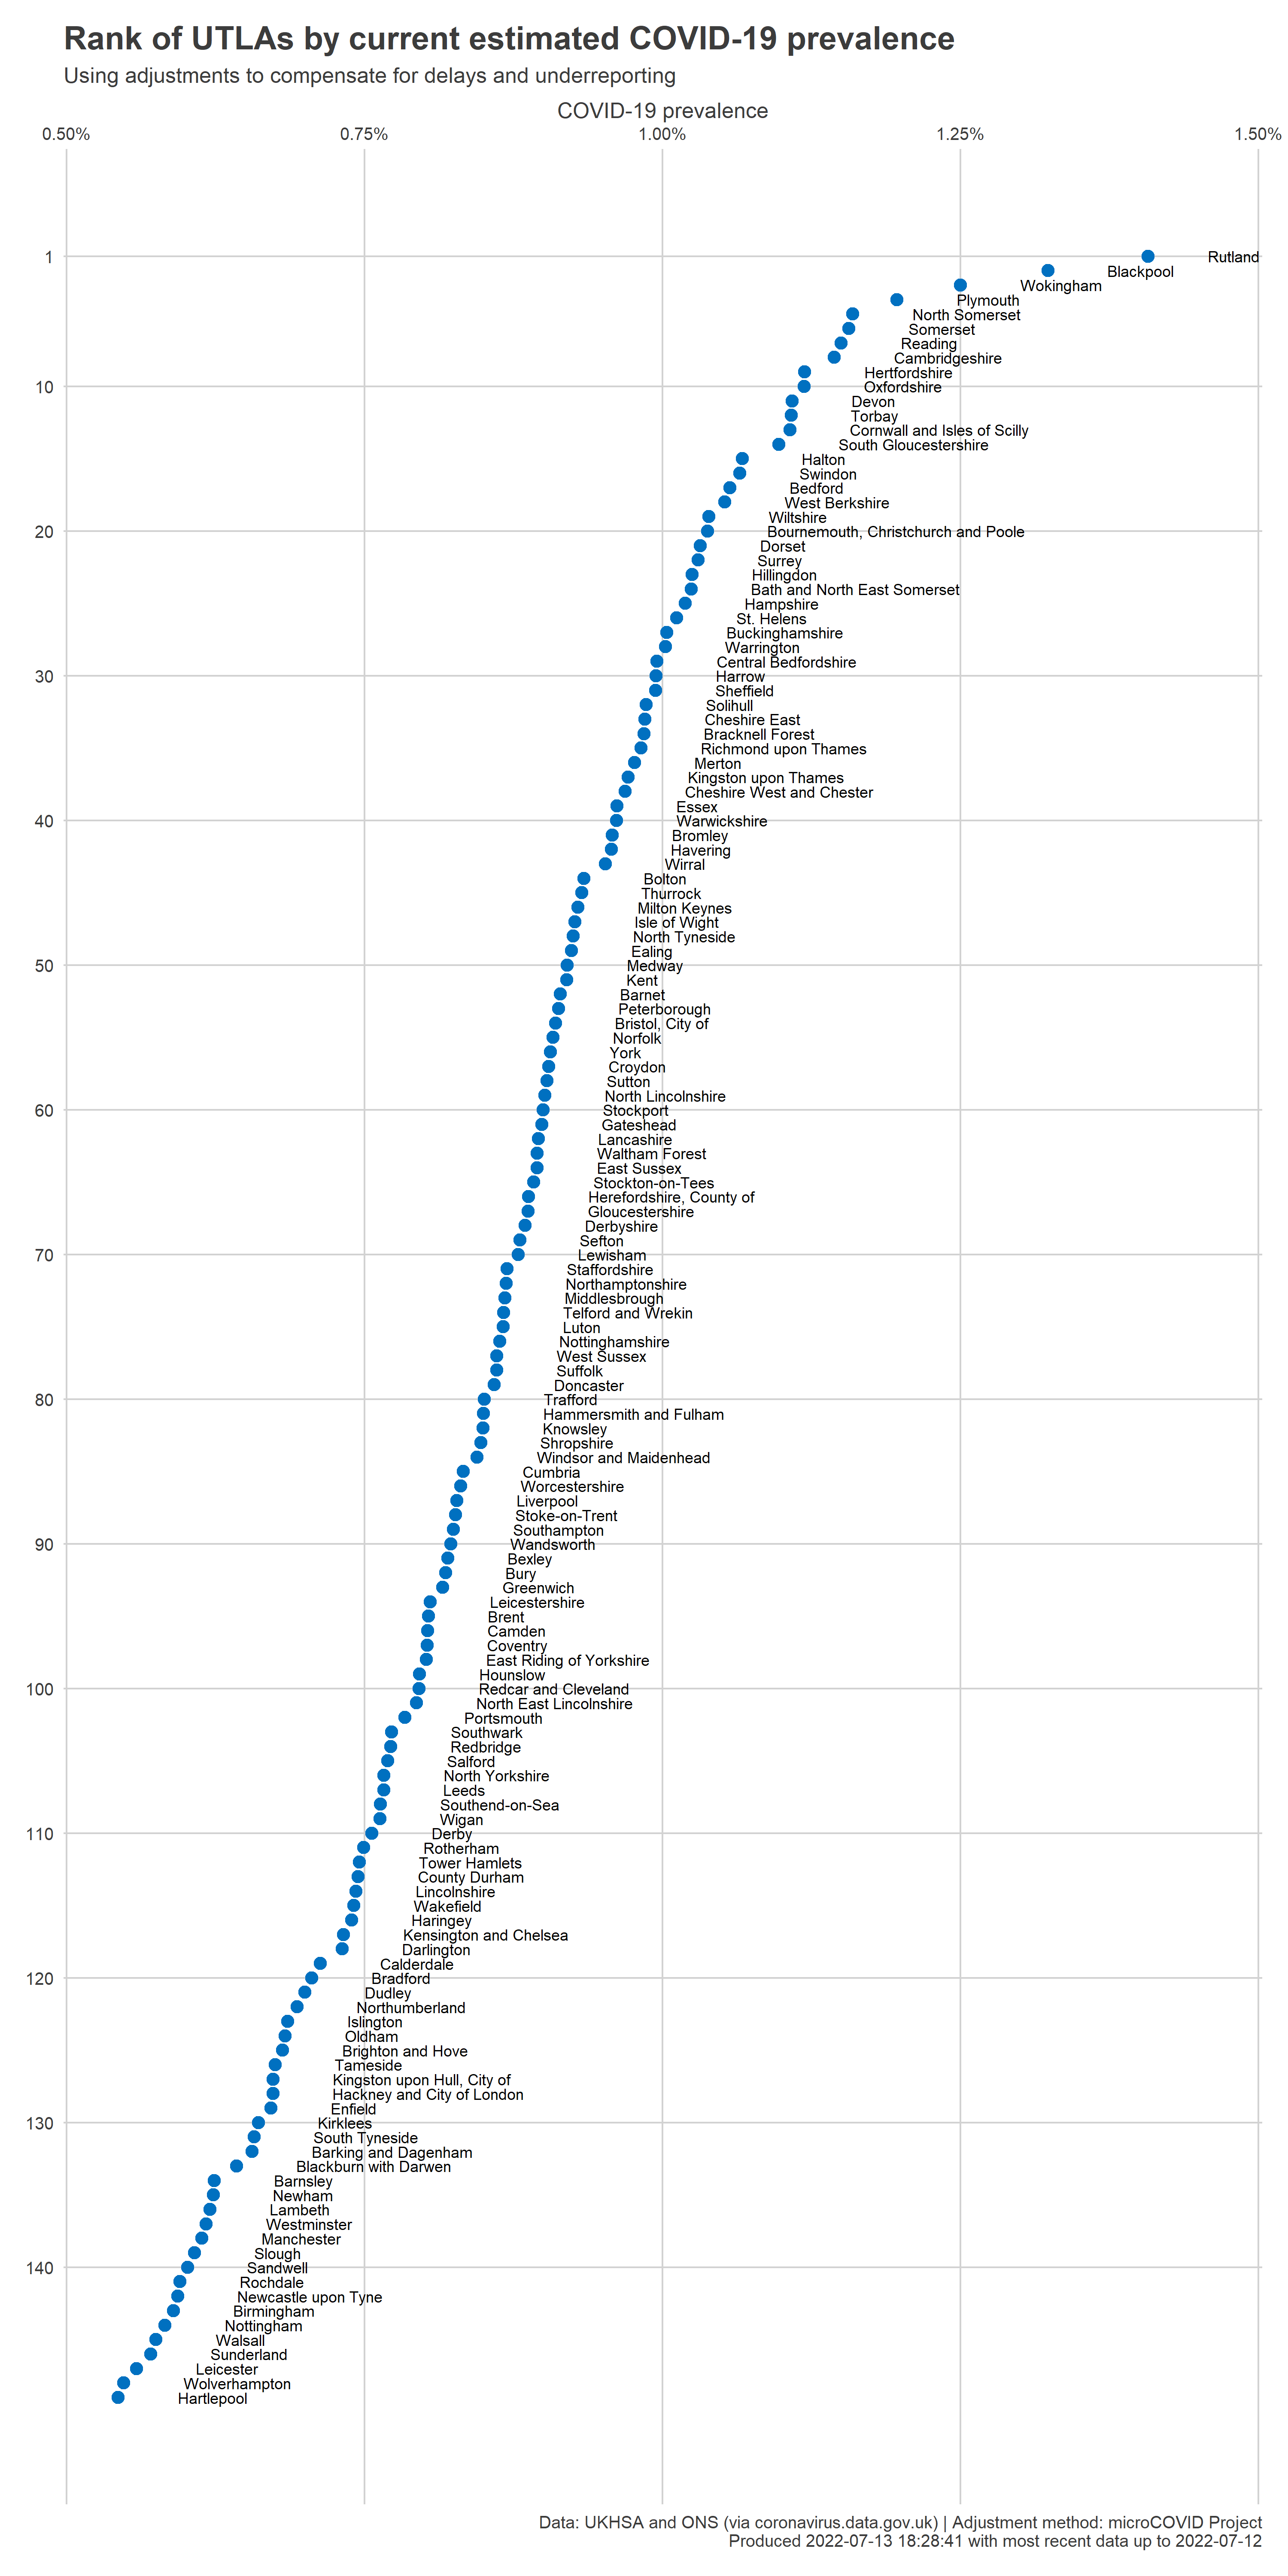 Rank of UTLAs by current estimated COVID-19 prevalence
Using adjustments to compensate for delays and underreporting
COVID-19 prevalence
0.50% 0.75% 1.00% 1.25% 1.50%
1 Rutland
Blackpool
Wokingham
Plymouth
North Somerset
Somerset
Reading
Cambridgeshire
Hertfordshire
10 Oxfordshire
Devon
Torbay
Cornwall and Isles of Scilly
South Gloucestershire
Halton
Swindon
Bedford
West Berkshire
Wiltshire
20 Bournemouth, Christchurch and Poole
Dorset
Surrey
Hillingdon
Bath and North East Somerset
Hampshire
St. Helens
Buckinghamshire
Warrington
Central Bedfordshire
30 Harrow
Sheffield
Solihull
Cheshire East
Bracknell Forest
Richmond upon Thames
Merton
Kingston upon Thames
Cheshire West and Chester
Essex
40 Warwickshire
Bromley
Havering
Wirral
Bolton
Thurrock
Milton Keynes
Isle of Wight
North Tyneside
Ealing
50 Medway
Kent
Barnet
Peterborough
Bristol, City of
Norfolk
York
Croydon
Sutton
North Lincolnshire
60 Stockport
Gateshead
Lancashire
Waltham Forest
East Sussex
Stockton-on-Tees
Herefordshire, County of
Gloucestershire
Derbyshire
Sefton
70 Lewisham
Staffordshire
Northamptonshire
Middlesbrough
Telford and Wrekin
Luton
Nottinghamshire
West Sussex
Suffolk
Doncaster
80 Trafford
Hammersmith and Fulham
Knowsley
Shropshire
Windsor and Maidenhead
Cumbria
Worcestershire
Liverpool
Stoke-on-Trent
Southampton
90 Wandsworth
Bexley
Bury
Greenwich
Leicestershire
Brent
Camden
Coventry
East Riding of Yorkshire
Hounslow
100 Redcar and Cleveland
North East Lincolnshire
Portsmouth
Southwark
Redbridge
Salford
North Yorkshire
Leeds
Southend-on-Sea
Wigan
110 Derby
Rotherham
Tower Hamlets
County Durham
Lincolnshire
Wakefield
Haringey
Kensington and Chelsea
Darlington
Calderdale
120 Bradford
Dudley
Northumberland
Islington
Oldham
Brighton and Hove
Tameside
Kingston upon Hull, City of
Hackney and City of London
Enfield
130 Kirklees
South Tyneside
Barking and Dagenham
Blackburn with Darwen
Barnsley
Newham
Lambeth
Westminster
Manchester
Slough
140 Sandwell
Rochdale
Newcastle upon Tyne
Birmingham
Nottingham
Walsall
Sunderland
Leicester
Wolverhampton
Hartlepool
Data: UKHSA and ONS (via coronavirus.data.gov.uk) | Adjustment method: microCOVID Project
Produced 2022-07-13 18:28:41 with most recent data up to 2022-07-12